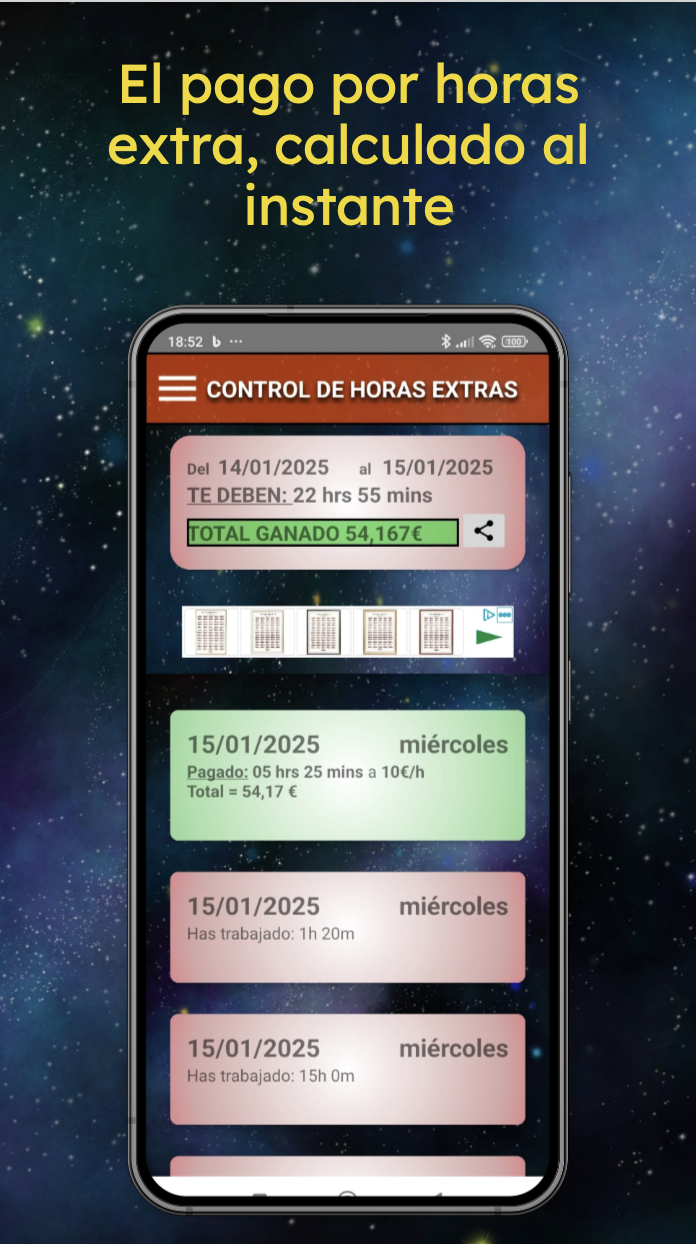 El pago por horas
extra, calculado al
instante
18:52
100
CONTROL DE HORAS EXTRAS
Del 14/01/2025 al 15/01/2025
TE DEBEN: 22 hrs 55 mins
TOTAL GANADO 54,167€
15/01/2025 miércoles
Pagado: 05 hrs 25 mins a 10€/h
Total = 54,17 €
15/01/2025 miércoles
Has trabajado: 1h 20m
15/01/2025 miércoles
Has trabajado: 15h 0m